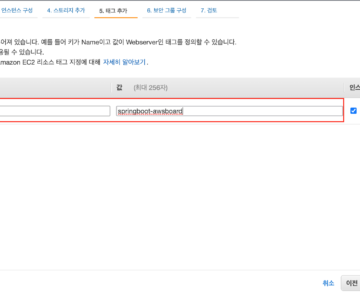 인스턴스 구성 4. 스토리지 추가 5. 태그 추가 6. 보안 그룹 구성 7. 검토
어져 있습니다. 예를 들어 키가 Name이고 값이 Webserver인 태그를 정의할 수 있습니다.
용될 수 있습니다.
mazon EC2 리소스 태그 지정에 대해 자세히 알아보기.
값 (최대 256자) 인스
springboot-awsboard
취소 이전